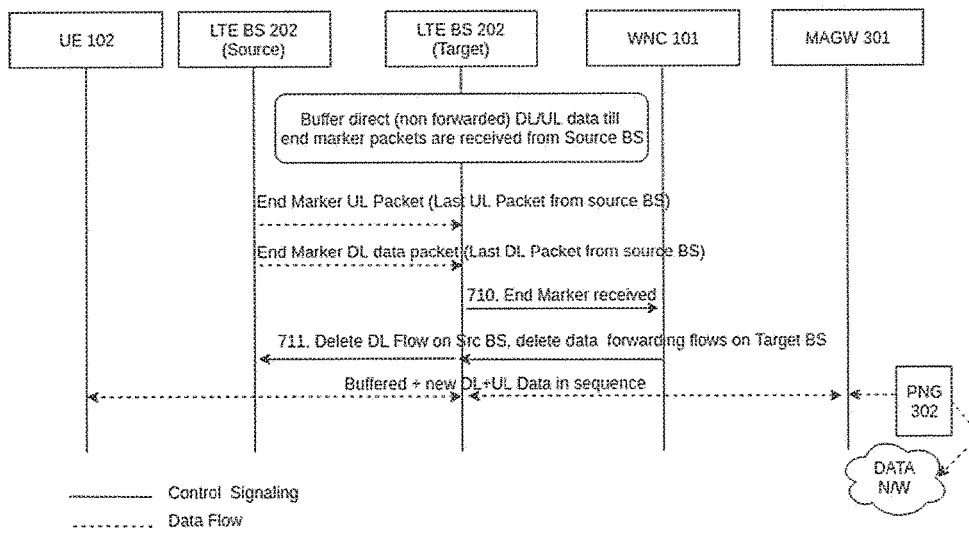 UE 102
LTE BS 202
(Source)
LTE BS 202
(Target)
WNC 101
MAGW 301
Buffer direct (non forwarded) DL/UL data till
end marker packets are received from Source BS
End Marker UL Packet (Last UL Packet from source BS)
End Marker DL data packet (Last DL Packet from source BS)
710. End Marker received
711. Delete DL Flow on Src BS, delete data forwarding flows on Target BS
Buffered + new DL+UL Data in sequence
PNG
302
DATA
N/W
Control Signaling
Data Flow